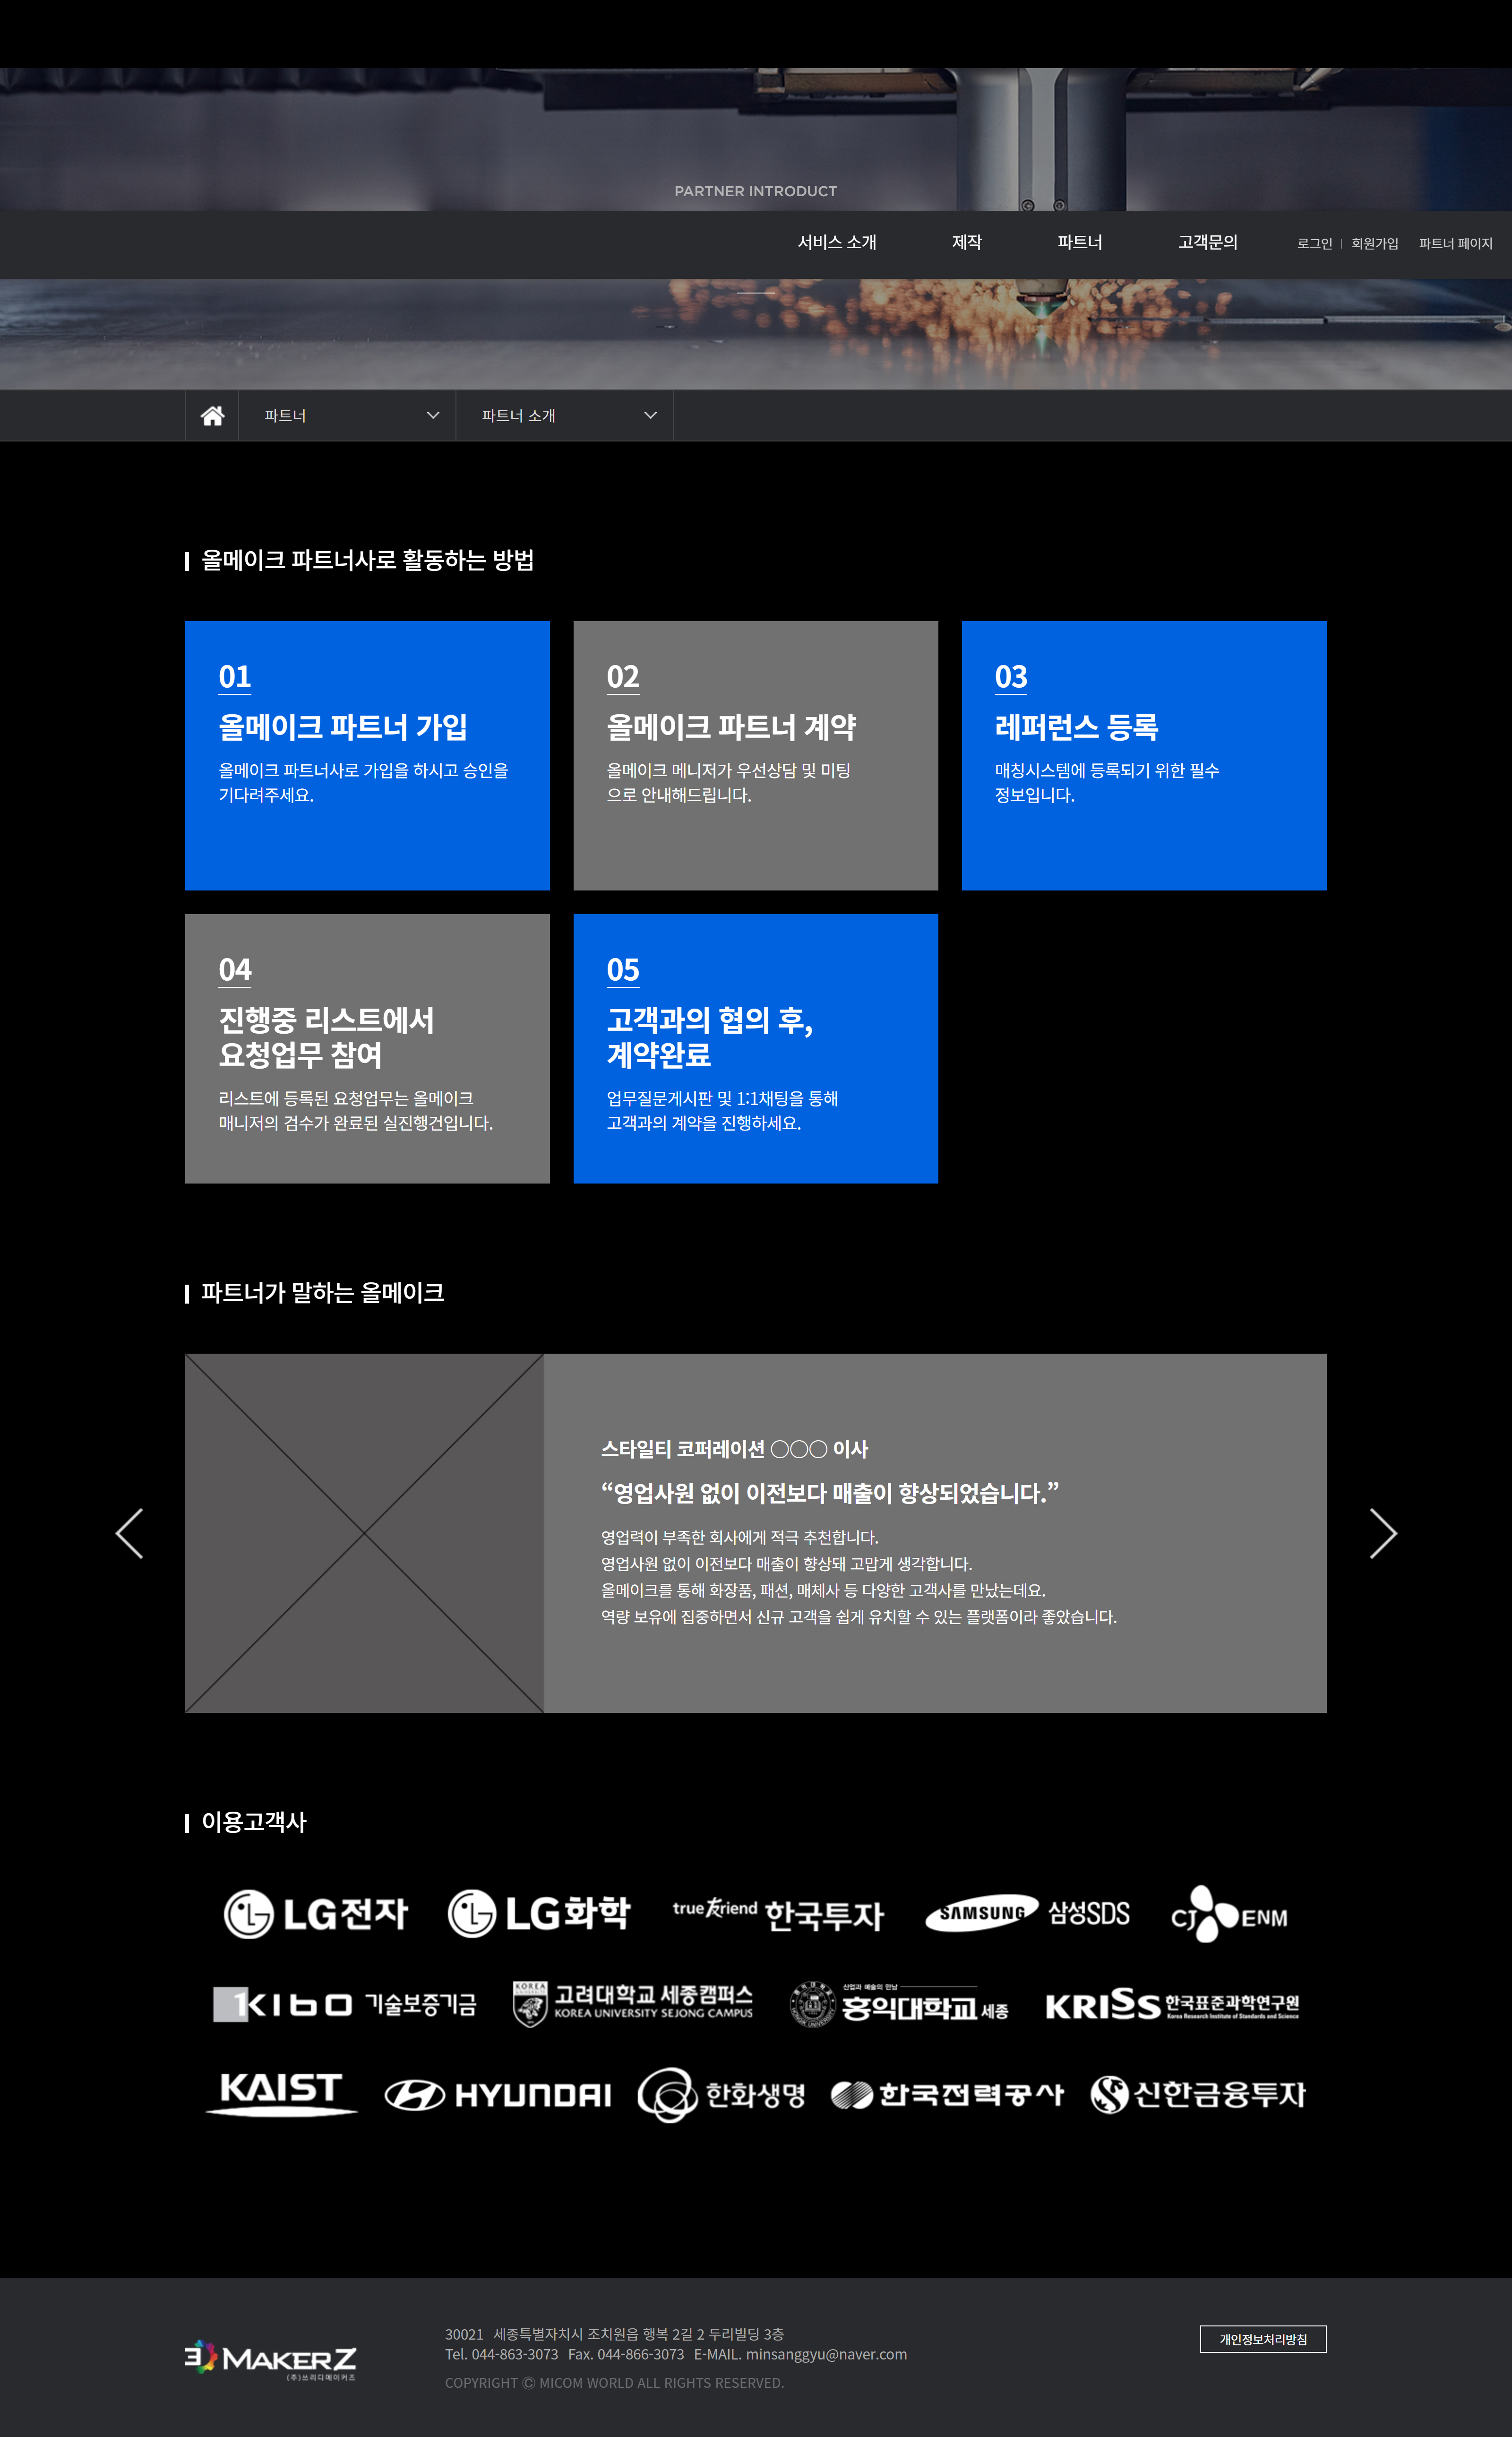 PARTNER INTRODUCT
서비스 소개
제작
파트너
고객문의
로그인
회원가입
파트너 페이지
파트너
파트너 소개
올메이크 파트너사로 활동하는 방법
01
올메이크 파트너 가입
올메이크 파트너사로 가입을 하시고 승인을
기다려주세요.
02
올메이크 파트너 계약
올메이크 메니저가 우선상담 및 미팅
으로 안내해드립니다.
03
레퍼런스 등록
매칭시스템에 등록되기 위한 필수
정보입니다.
04
진행중 리스트에서
요청업무 참여
리스트에 등록된 요청업무는 올메이크
매니저의 검수가 완료된 실진행건입니다.
05
고객과의 협의 후,
계약완료
업무질문게시판 및 1:1채팅을 통해
고객과의 계약을 진행하세요.
파트너가 말하는 올메이크
스타일티 코퍼레이션 〇〇〇 이사
“영업사원 없이 이전보다 매출이 향상되었습니다.”
영업력이 부족한 회사에게 적극 추천합니다.
영업사원 없이 이전보다 매출이 향상돼 고맙게 생각합니다.
올메이크를 통해 화장품, 패션, 매체사 등 다양한 고객사를 만났는데요.
역량 보유에 집중하면서 신규 고객을 쉽게 유치할 수 있는 플랫폼이라 좋았습니다.
이용고객사
LG전자
LG화학
true friend 한국투자
SAMSUNG 삼성SDS
CJ ENM
KIBO 기술보증기금
KOREA
고려대학교 세종캠퍼스
KOREA UNIVERSITY SEJONG CAMPUS
산업과 예술의 만남
홍익대학교 세종
KRISS 한국표준과학연구원
Korea Research Institute of Standards and Science
KAIST
HYUNDAI
한화생명
한국전력공사
신한금융투자
3D MAKERZ
(주)쓰리디메이커즈
30021 세종특별자치시 조치원읍 행복 2길 2 두리빌딩 3층
Tel. 044-863-3073 Fax. 044-866-3073 E-MAIL. minsanggyu@naver.com
COPYRIGHT Ⓒ MICOM WORLD ALL RIGHTS RESERVED.
개인정보처리방침